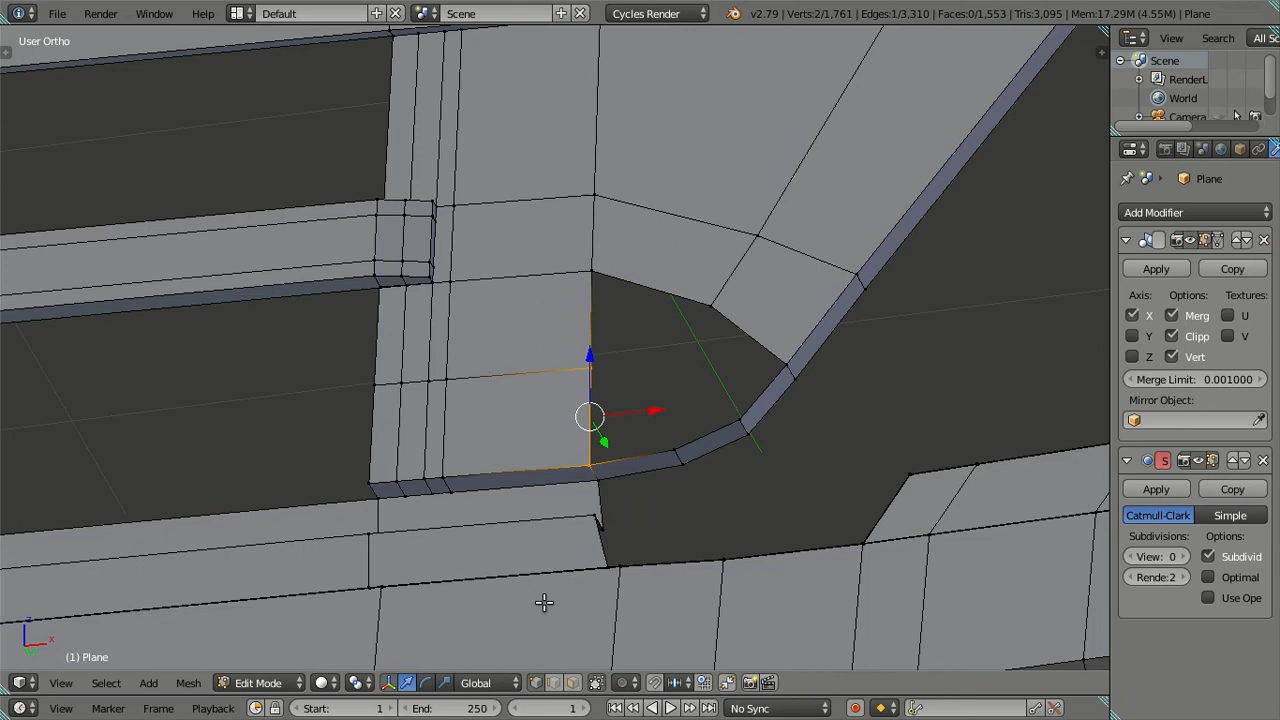 File Render Window Help Default Scene Cycles Render v2.79 | Verts:2/1,761 | Edges:1/3,310 | Faces:0/1,553 | Tris:3,095 | Mem:17.29M (4.55M) | Plane
User Ortho
View Search All Sc
Scene
RenderL
World
Camera
Plane
Add Modifier
Apply Copy
Axis: Options: Textures:
X Merg U
Y Clipp V
Z Vert
Merge Limit: 0.001000
Mirror Object:
S
Apply Copy
Catmull-Clark Simple
Subdivisions: Options:
View: 0 Subdivid
Rende:2 Optimal
Use Ope
z
x
(1) Plane
View Select Add Mesh Edit Mode Global
View Marker Frame Playback Start: 1 End: 250 1 No Sync